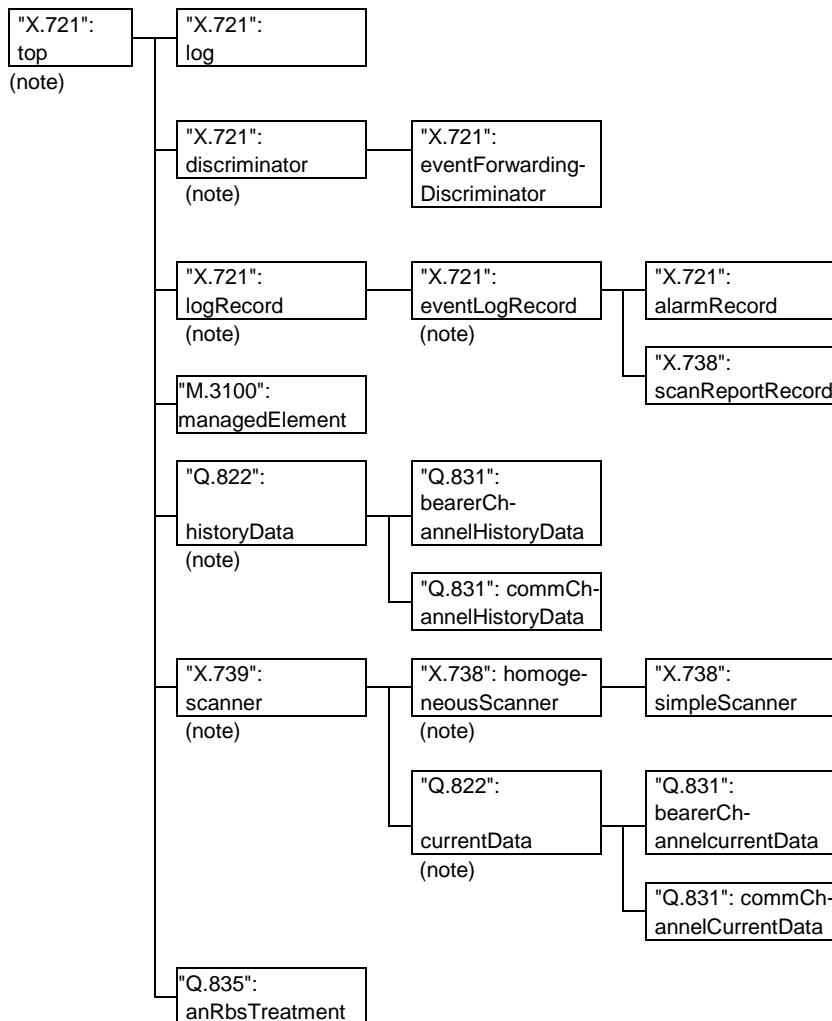 "X.721":
top
(note)
"X.721":
log
"X.721":
discriminator
(note)
"X.721":
eventForwarding-
Discriminator
"X.721":
logRecord
(note)
"X.721":
eventLogRecord
(note)
"X.721":
alarmRecord
"X.738":
scanReportRecord
"M.3100":
managedElement
"Q.822":
historyData
(note)
"Q.831":
bearerCh-
annelHistoryData
"Q.831": commCh-
annelHistoryData
"X.739":
scanner
(note)
"X.738": homoge-
neousScanner
(note)
"X.738":
simpleScanner
"Q.822":
currentData
(note)
"Q.831":
bearerCh-
annelcurrentData
"Q.831": commCh-
annelCurrentData
"Q.835":
anRbsTreatment